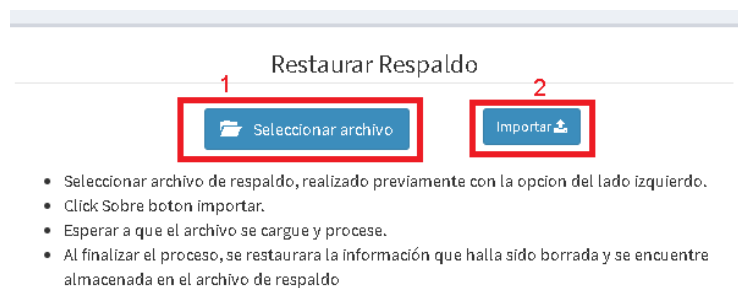 Restaurar Respaldo
1
2
Seleccionar archivo
Importar
Seleccionar archivo de respaldo, realizado previamente con la opcion del lado izquierdo.
Click Sobre boton importar.
Esperar a que el archivo se cargue y procese.
Al finalizar el proceso, se restaurara la información que halla sido borrada y se encuentre
almacenada en el archivo de respaldo